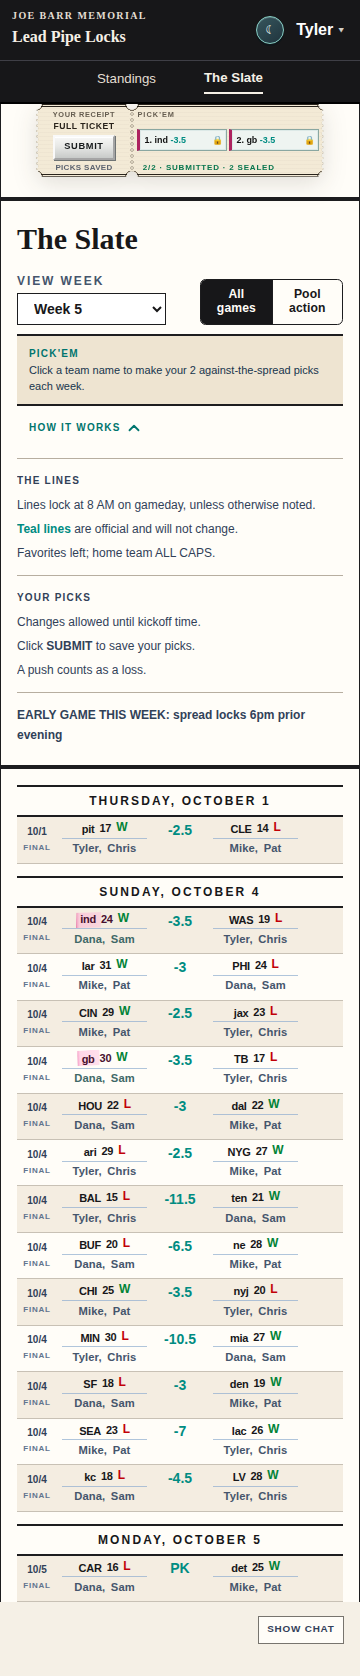 JOE BARR MEMORIAL
Lead Pipe Locks
Tyler
Standings The Slate
YOUR RECEIPT PICK'EM
FULL TICKET
SUBMIT 1. ind -3.5 2. gb -3.5
PICKS SAVED 2/2 · SUBMITTED · 2 SEALED
The Slate
VIEW WEEK
Week 5
All games
Pool action
PICK'EM
Click a team name to make your 2 against-the-spread picks
each week.
HOW IT WORKS
THE LINES
Lines lock at 8 AM on gameday, unless otherwise noted.
Teal lines are official and will not change.
Favorites left; home team ALL CAPS.
YOUR PICKS
Changes allowed until kickoff time.
Click SUBMIT to save your picks.
A push counts as a loss.
EARLY GAME THIS WEEK: spread locks 6pm prior
evening
THURSDAY, OCTOBER 1
10/1 pit 17 W -2.5 CLE 14 L
FINAL Tyler, Chris Mike, Pat
SUNDAY, OCTOBER 4
10/4 ind 24 W -3.5 WAS 19 L
FINAL Dana, Sam Tyler, Chris
10/4 lar 31 W -3 PHI 24 L
FINAL Mike, Pat Dana, Sam
10/4 CIN 29 W -2.5 jax 23 L
FINAL Mike, Pat Tyler, Chris
10/4 gb 30 W -3.5 TB 17 L
FINAL Dana, Sam Tyler, Chris
10/4 HOU 22 L -3 dal 22 W
FINAL Dana, Sam Mike, Pat
10/4 ari 29 L -2.5 NYG 27 W
FINAL Tyler, Chris Mike, Pat
10/4 BAL 15 L -11.5 ten 21 W
FINAL Tyler, Chris Dana, Sam
10/4 BUF 20 L -6.5 ne 28 W
FINAL Dana, Sam Mike, Pat
10/4 CHI 25 W -3.5 nyj 20 L
FINAL Mike, Pat Tyler, Chris
10/4 MIN 30 L -10.5 mia 27 W
FINAL Tyler, Chris Dana, Sam
10/4 SF 18 L -3 den 19 W
FINAL Dana, Sam Mike, Pat
10/4 SEA 23 L -7 lac 26 W
FINAL Mike, Pat Tyler, Chris
10/4 kc 18 L -4.5 LV 28 W
FINAL Dana, Sam Tyler, Chris
MONDAY, OCTOBER 5
10/5 CAR 16 L PK det 25 W
FINAL Dana, Sam Mike, Pat
SHOW CHAT